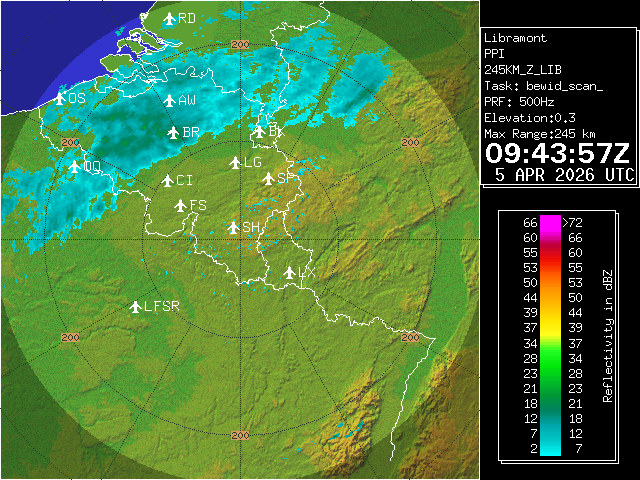 Libramont
PPI
245KM_Z_LIB
Task: bewid_scan_
PRF: 500Hz
Elevation:0.3
Max Range:245 km
09:43:57Z
5 APR 2026 UTC
RD
200
OS
AW
BR
200
200
LG
CI
FS
SH
LX
LFSR
200
200
200
66 >72
60 66
55 60
53 55
50 53
44 50
39 44
37 39
34 37
28 34
23 28
21 23
18 21
12 18
7 12
2 7
Reflectivity in dBZ